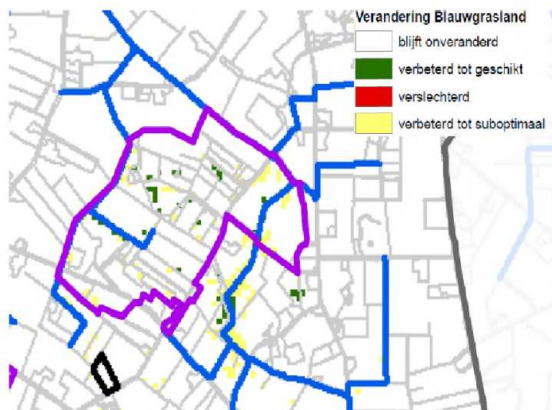 Verandering Blauwgrasland
blijft onveranderd
verbeterd tot geschikt
verslechterd
verbeterd tot suboptimaal